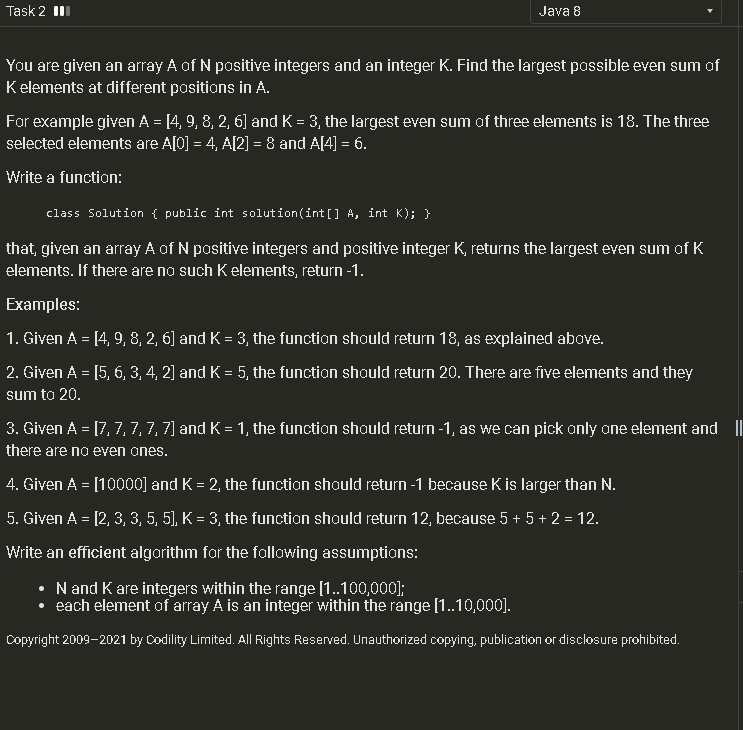 Task 2
Java 8
You are given an array A of N positive integers and an integer K. Find the largest possible even sum of
K elements at different positions in A.
For example given A = [4, 9, 8, 2, 6] and K = 3, the largest even sum of three elements is 18. The three
selected elements are A[0] = 4, A[2] = 8 and A[4] = 6.
Write a function:
class Solution { public int solution(int[] A, int K); }
that, given an array A of N positive integers and positive integer K, returns the largest even sum of K
elements. If there are no such K elements, return -1.
Examples:
1. Given A = [4, 9, 8, 2, 6] and K = 3, the function should return 18, as explained above.
2. Given A = [5, 6, 3, 4, 2] and K = 5, the function should return 20. There are five elements and they
sum to 20.
3. Given A = [7, 7, 7, 7, 7] and K = 1, the function should return -1, as we can pick only one element and
there are no even ones.
4. Given A = [10000] and K = 2, the function should return -1 because K is larger than N.
5. Given A = [2, 3, 3, 5, 5], K = 3, the function should return 12, because 5 + 5 + 2 = 12.
Write an efficient algorithm for the following assumptions:
• N and K are integers within the range [1..100,000];
• each element of array A is an integer within the range [1..10,000].
Copyright 2009–2021 by Codility Limited. All Rights Reserved. Unauthorized copying, publication or disclosure prohibited.